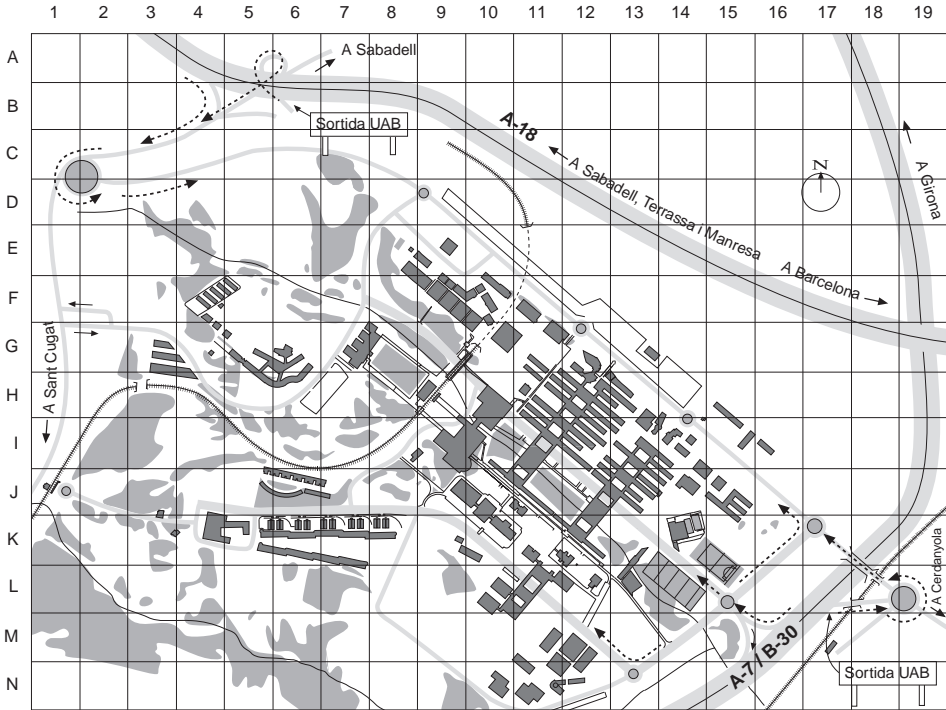 1 2 3 4 5 6 7 8 9 10 11 12 13 14 15 16 17 18 19
A
B
C
D
E
F
G
H
I
J
K
L
M
N
A Sabadell
Sortida UAB
A-18
A Sabadell, Terrassa i Manresa
A Barcelona
A Girona
N
A Sant Cugat
A Cerdanyola
A-7 / B-30
Sortida UAB